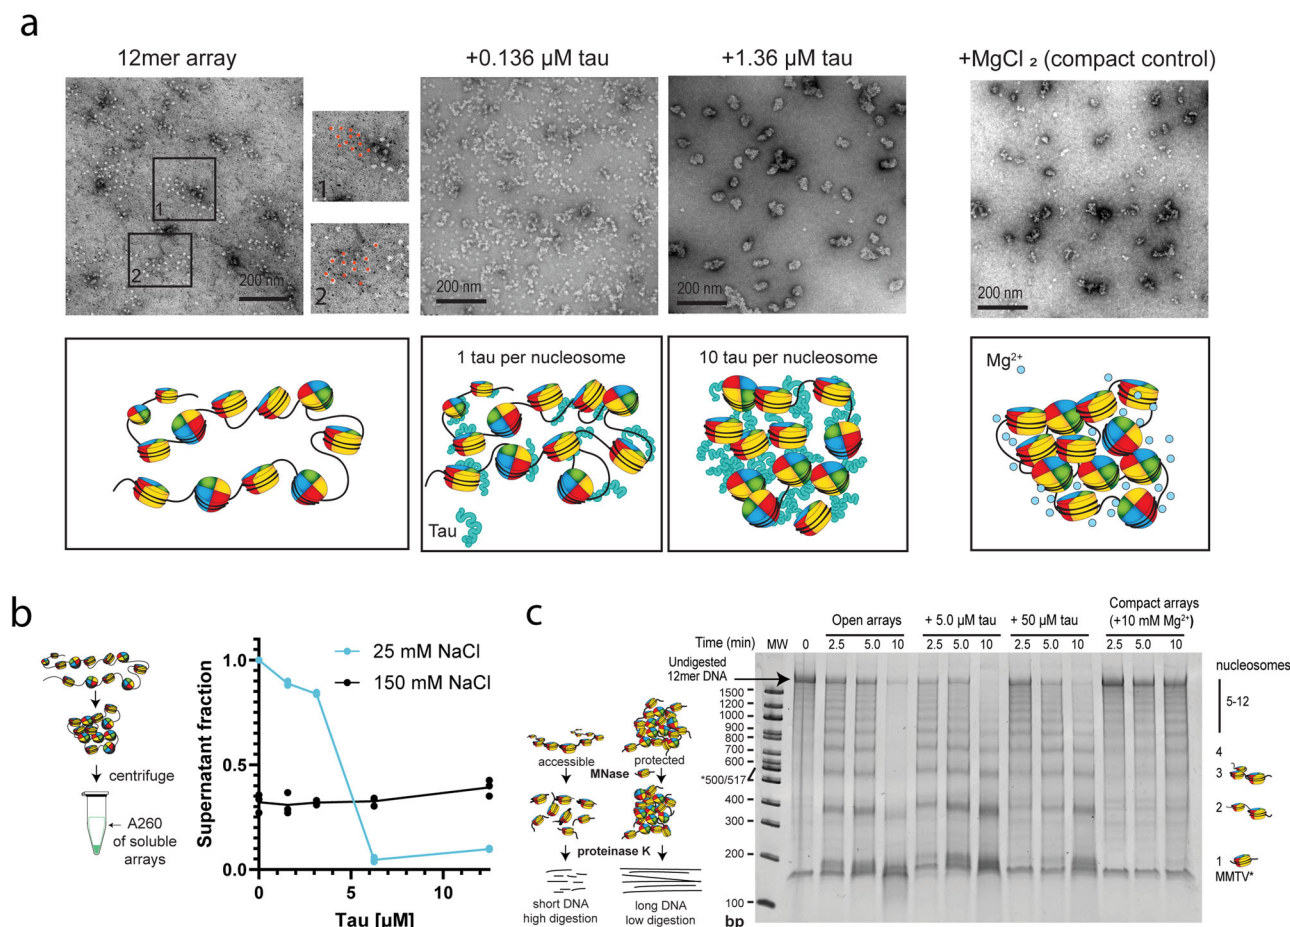 a
12mer array
+0.136 µM tau
+1.36 µM tau
+MgCl ₂ (compact control)
1
2
200 nm
1
2
200 nm
200 nm
200 nm
1 tau per nucleosome
Tau
10 tau per nucleosome
Mg²⁺
b
centrifuge
A260
of soluble
arrays
Supernatant fraction
1.0
0.5
0.0
25 mM NaCl
150 mM NaCl
0
5
10
Tau [µM]
c
accessible
protected
MNase
proteinase K
short DNA
high digestion
long DNA
low digestion
Open arrays
+ 5.0 µM tau
+ 50 µM tau
Compact arrays
(+10 mM Mg²⁺)
Time (min)
MW
0
2.5
5.0
10
2.5
5.0
10
2.5
5.0
10
2.5
5.0
10
Undigested
12mer DNA
1500
1200
1000
900
800
700
600
*500/517
400
300
200
100
bp
nucleosomes
5-12
4
3
2
1
MMTV*